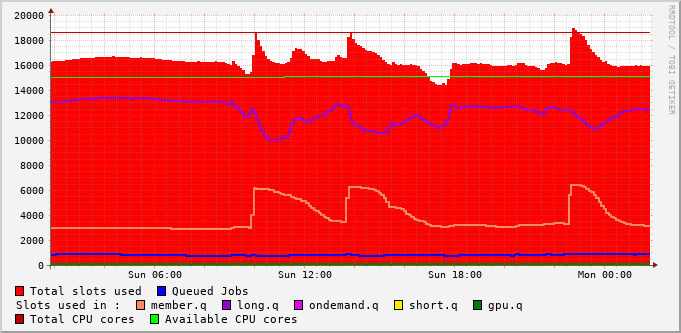 20000
18000
16000
14000
12000
10000
8000
6000
4000
2000
0
Sun 06:00 Sun 12:00 Sun 18:00 Mon 00:00
Total slots used Queued Jobs
Slots used in : member.q long.q ondemand.q short.q gpu.q
Total CPU cores Available CPU cores
RRDTOOL / TOBI OETIKER